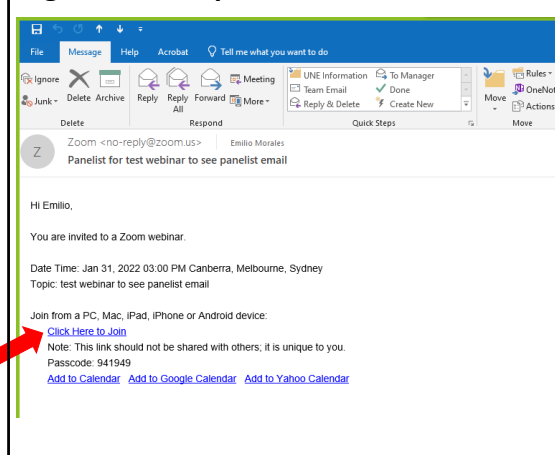 File Message Help Acrobat Tell me what you want to do
Ignore
Junk
Delete Archive
Reply Reply All Forward
Meeting
More
UNE Information
Team Email
Reply & Delete
To Manager
Done
Create New
Move
Rules
Actions
Delete Respond Quick Steps Move
Z
Zoom <no-reply@zoom.us> Emilio Morales
Panelist for test webinar to see panelist email
Hi Emilio,
You are invited to a Zoom webinar.
Date Time: Jan 31, 2022 03:00 PM Canberra, Melbourne, Sydney
Topic: test webinar to see panelist email
Join from a PC, Mac, iPad, iPhone or Android device:
Click Here to Join
Note: This link should not be shared with others; it is unique to you.
Passcode: 941949
Add to Calendar Add to Google Calendar Add to Yahoo Calendar